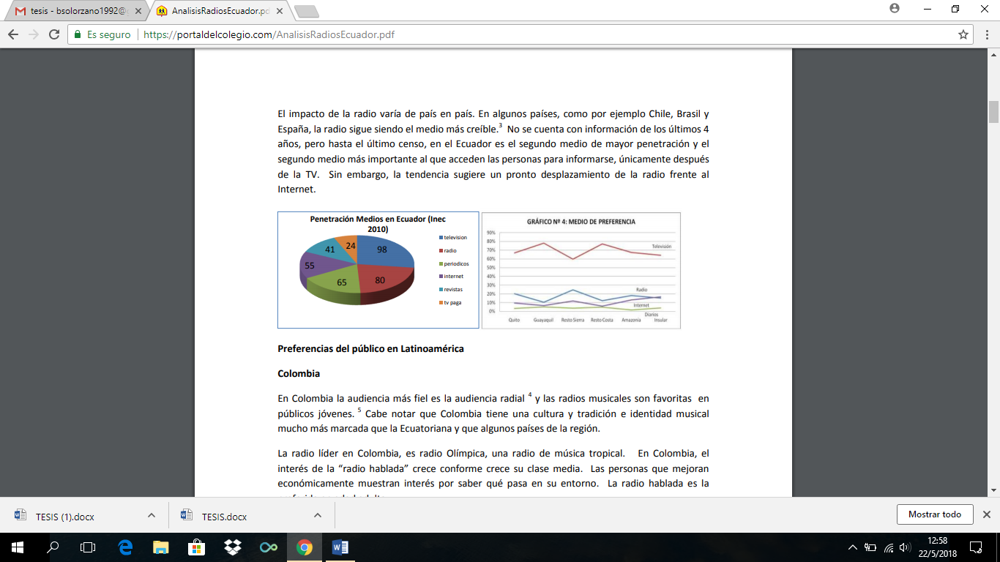 tesis - bsolorzano1992@
AnalisisRadiosEcuador.pd
Es seguro
https://portaldelcolegio.com/AnalisisRadiosEcuador.pdf
El impacto de la radio varía de país en país. En algunos países, como por ejemplo Chile, Brasil y
España, la radio sigue siendo el medio más creíble.3 No se cuenta con información de los últimos 4
años, pero hasta el último censo, en el Ecuador es el segundo medio de mayor penetración y el
segundo medio más importante al que acceden las personas para informarse, únicamente después
de la TV. Sin embargo, la tendencia sugiere un pronto desplazamiento de la radio frente al
Internet.
Penetración Medios en Ecuador (Inec
2010)
98
80
65
55
41
24
television
radio
periodicos
internet
revistas
tv paga
GRÁFICO Nº 4: MEDIO DE PREFERENCIA
90%
80%
70%
60%
50%
40%
30%
20%
10%
0%
Televisión
Radio
Internet
Diarios
Quito Guayaquil Resto Sierra Resto Costa Amazonía Insular
Preferencias del público en Latinoamérica
Colombia
En Colombia la audiencia más fiel es la audiencia radial 4 y las radios musicales son favoritas en
públicos jóvenes. 5 Cabe notar que Colombia tiene una cultura y tradición e identidad musical
mucho más marcada que la Ecuatoriana y que algunos países de la región.
La radio líder en Colombia, es radio Olímpica, una radio de música tropical. En Colombia, el
interés de la “radio hablada” crece conforme crece su clase media. Las personas que mejoran
económicamente muestran interés por saber qué pasa en su entorno. La radio hablada es la
TESIS (1).docx
TESIS.docx
Mostrar todo
12:58
22/5/2018